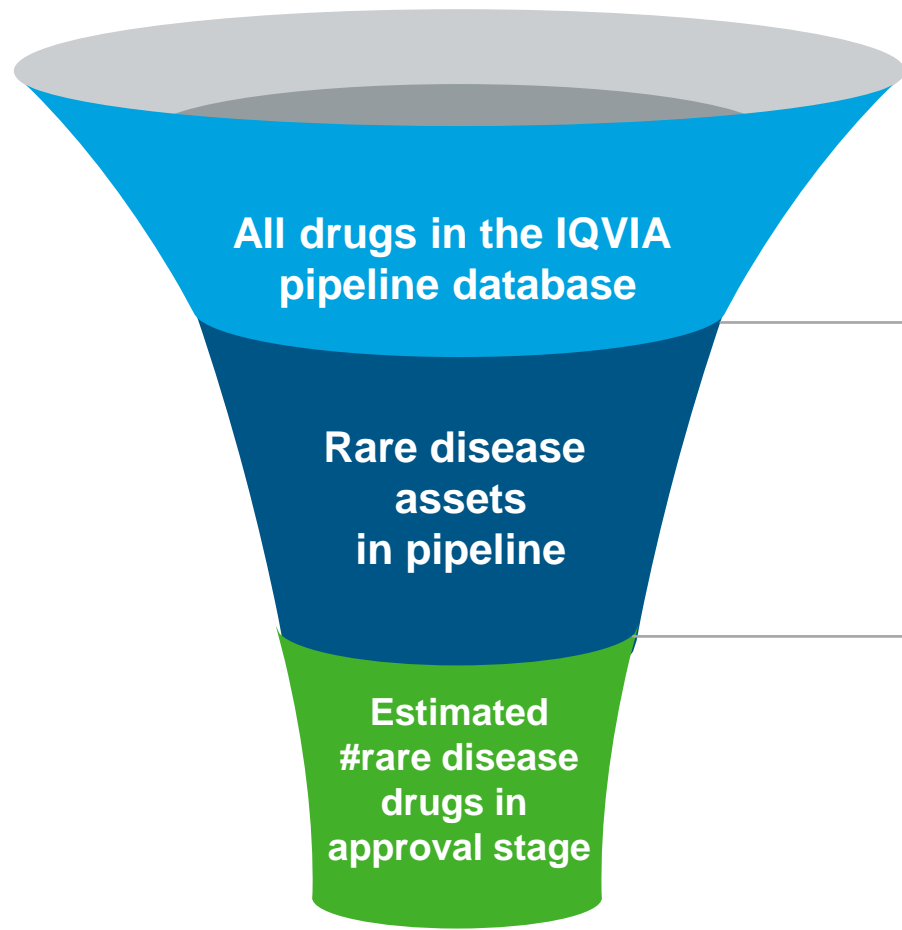 All drugs in the IQVIA
pipeline database
Rare disease
assets
in pipeline
Estimated
#rare disease
drugs in
approval stage